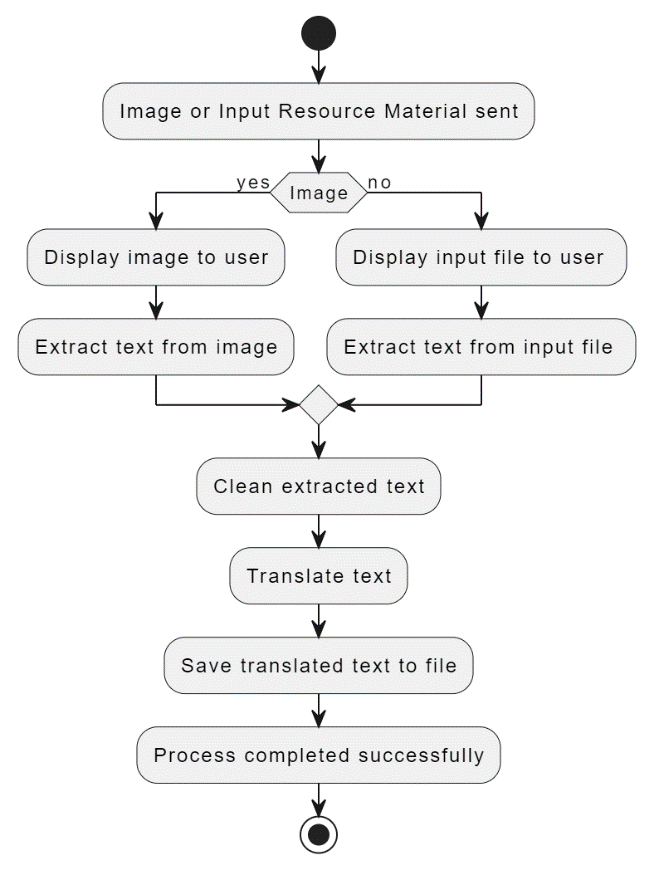 Image or Input Resource Material sent
yes
Image
no
Display image to user
Display input file to user
Extract text from image
Extract text from input file
Clean extracted text
Translate text
Save translated text to file
Process completed successfully